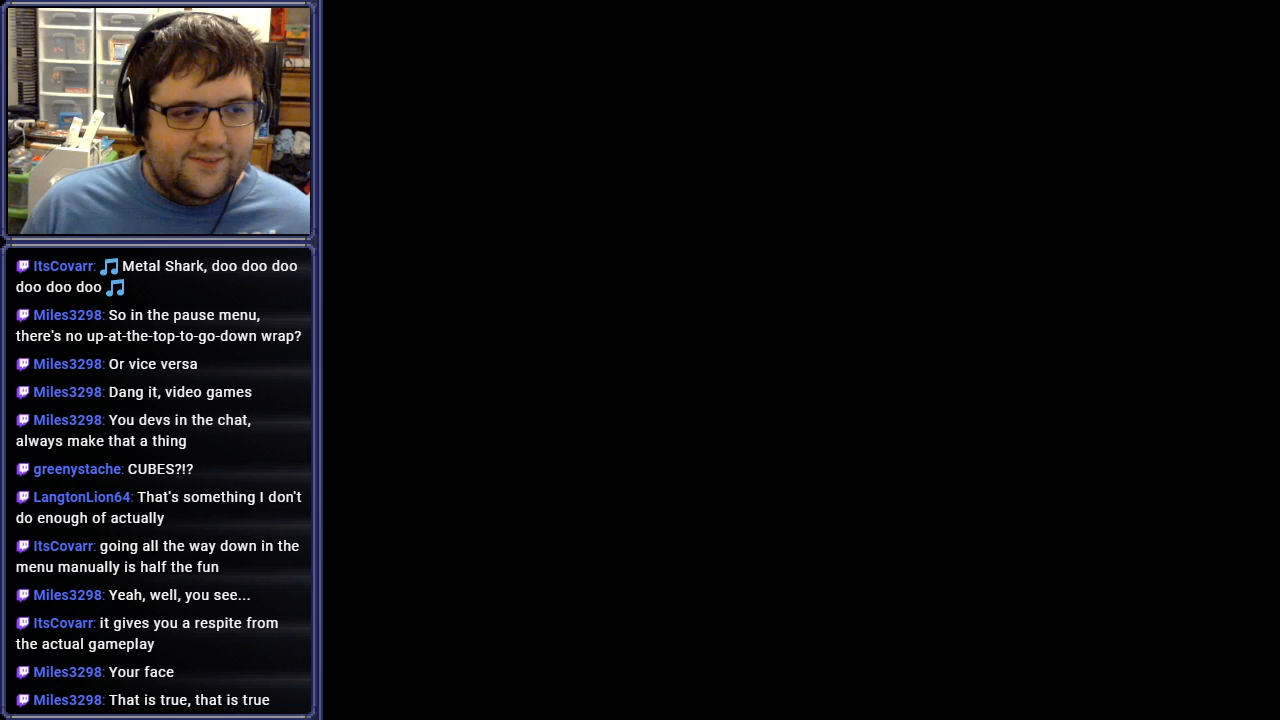 ItsCovarr: 🎵 Metal Shark, doo doo doo
doo doo doo 🎵
Miles3298: So in the pause menu,
there's no up-at-the-top-to-go-down wrap?
Miles3298: Or vice versa
Miles3298: Dang it, video games
Miles3298: You devs in the chat,
always make that a thing
greenystache: CUBES?!?
LangtonLion64: That's something I don't
do enough of actually
ItsCovarr: going all the way down in the
menu manually is half the fun
Miles3298: Yeah, well, you see...
ItsCovarr: it gives you a respite from
the actual gameplay
Miles3298: Your face
Miles3298: That is true, that is true